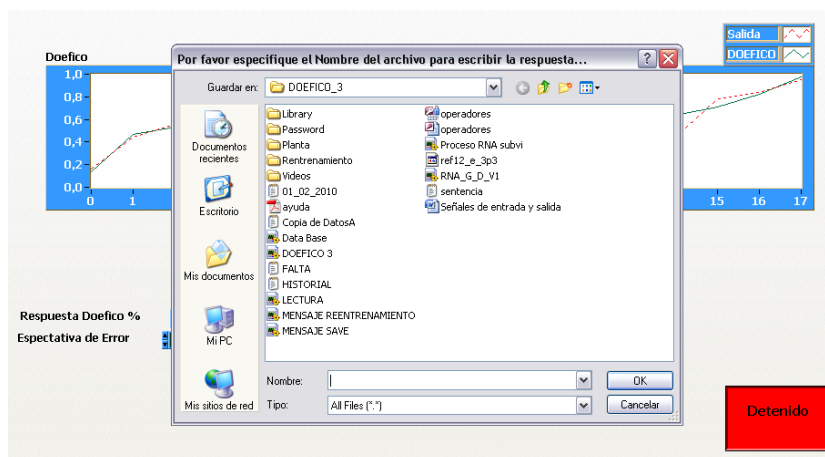 Salida
DOEFICO
Doefico
1,0
0,8
0,6
0,4
0,2
0,0
0 1 15 16 17
Por favor especifique el Nombre del archivo para escribir la respuesta...
Guardar en: DOEFICO_3
Documentos recientes
Escritorio
Mis documentos
Mi PC
Mis sitios de red
Library
Password
Planta
Rentrenamiento
Videos
01_02_2010
ayuda
Copia de DatosA
Data Base
DOEFICO 3
FALTA
HISTORIAL
LECTURA
MENSAJE REENTRENAMIENTO
MENSAJE SAVE
operadores
operadores
Proceso RNA subvi
ref12_e_3p3
RNA_G_D_V1
sentencia
Señales de entrada y salida
Nombre:
OK
Tipo: All Files (*.*)
Cancelar
Respuesta Doefico %
Espectativa de Error
Detenido